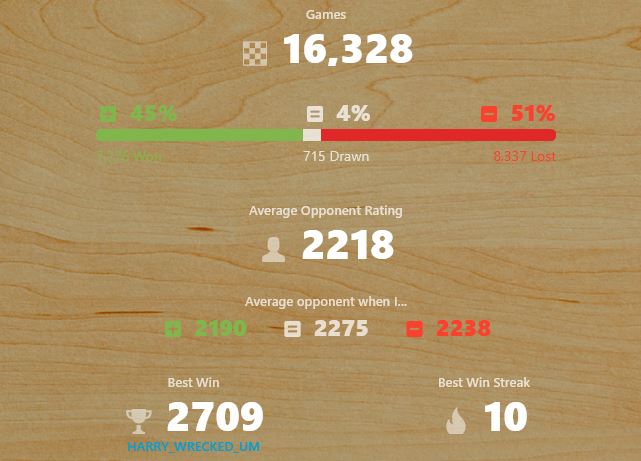 Games
16,328
45% 4% 51%
7,276 Won 715 Drawn 8,337 Lost
Average Opponent Rating
2218
Average opponent when I...
2190 2275 2238
Best Win Best Win Streak
2709 10
HARRY_WRECKED_UM